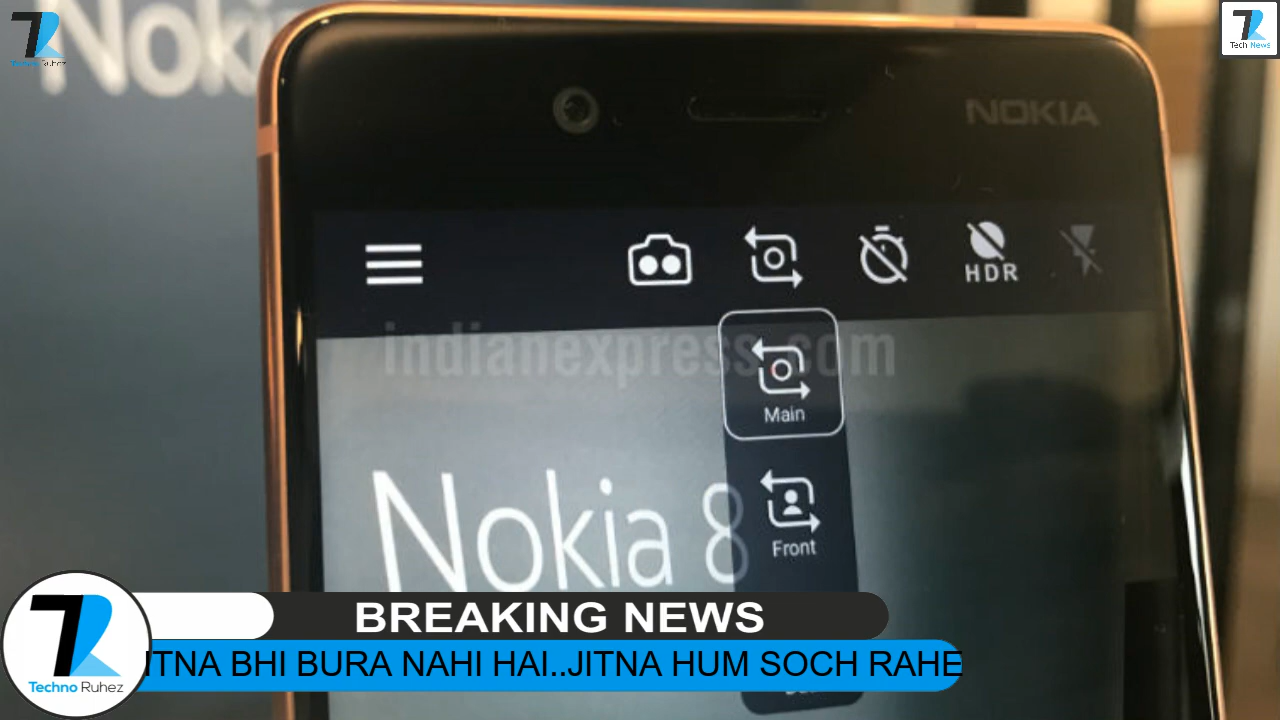 Nokia
Techno Ruhez
Tech News
NOKIA
HDR
indianexpress.com
Main
Nokia 8
Front
BREAKING NEWS
ITNA BHI BURA NAHI HAI..JITNA HUM SOCH RAHE
Techno Ruhez